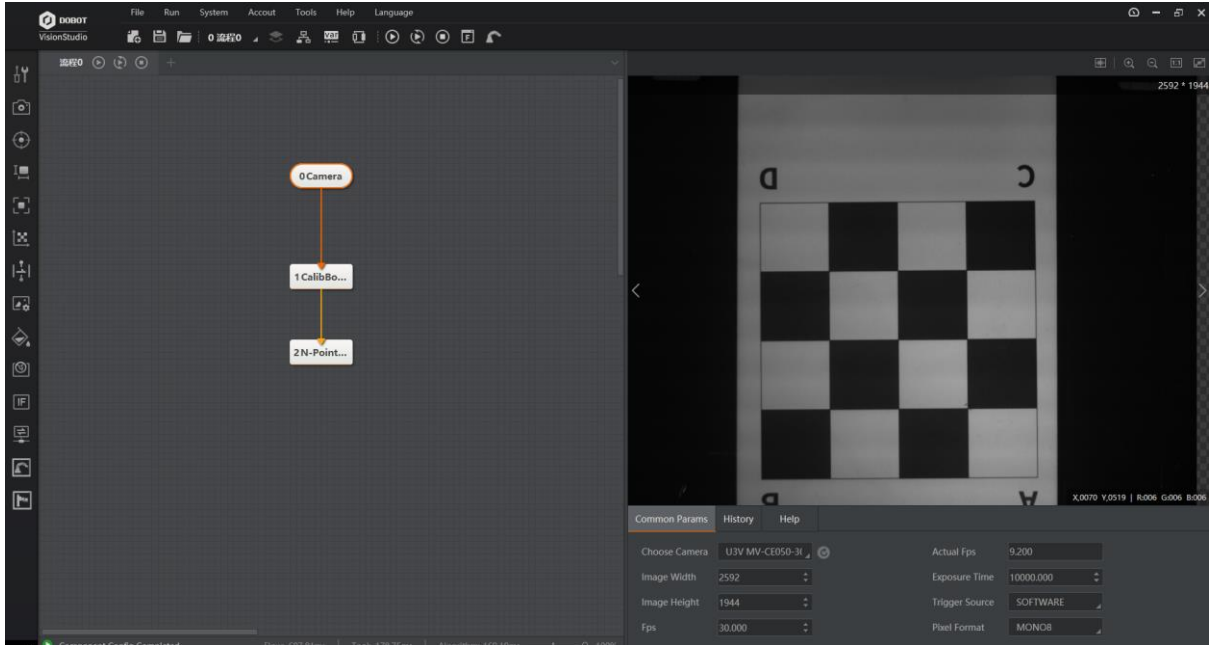 DOBOT
VisionStudio
File Run System Accout Tools Help Language
0 流程0
流程0
2592 * 1944
0 Camera
1 CalibBo...
2 N-Point...
D C
A
X,0070 Y,0519 | R:006 G:006 B:006
Common Params History Help
Choose Camera U3V MV-CE050-3(
Actual Fps 9.200
Image Width 2592
Exposure Time 10000.000
Image Height 1944
Trigger Source SOFTWARE
Fps 30.000
Pixel Format MONO8